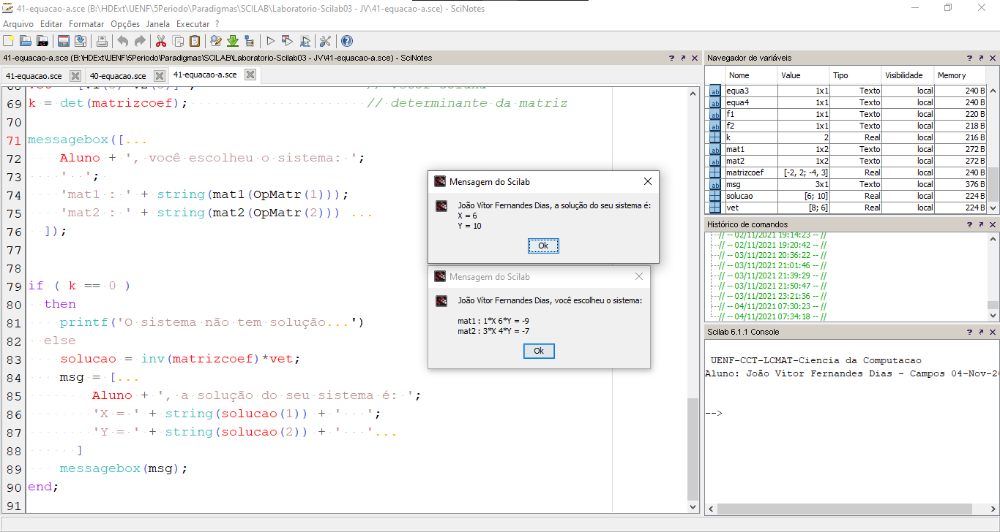 41-equacao-a.sce (B:\HDExt\UENF\5Periodo\Paradigmas\SCILAB\Laboratorio-Scilab03 - JV\41-equacao-a.sce) - SciNotes
Arquivo Editar Formatar Opções Janela Executar ?
41-equacao-a.sce (B:\HDExt\UENF\5Periodo\Paradigmas\SCILAB\Laboratorio-Scilab03 - JV\41-equacao-a.sce) - SciNotes
41-equacao.sce 40-equacao.sce 41-equacao-a.sce
69 k = det(matrizcoef); // determinante da matriz
70
71 messagebox([...
72 Aluno + ', você escolheu o sistema: ';
73 ' ';
74 'mat1 : ' + string(mat1(OpMatr(1)));
75 'mat2 : ' + string(mat2(OpMatr(2))) ...
76 ]);
77
78
79 if ( k == 0 )
80 then
81 printf('O sistema não tem solução...')
82 else
83 solucao = inv(matrizcoef)*vet;
84 msg = [...
85 Aluno + ', a solução do seu sistema é: ';
86 'X = ' + string(solucao(1)) + '   ';
87 'Y = ' + string(solucao(2)) + '   '...
88 ]
89 messagebox(msg);
90 end;
91
Mensagem do Scilab
João Vítor Fernandes Dias, a solução do seu sistema é:
X = 6
Y = 10
Ok
Mensagem do Scilab
João Vítor Fernandes Dias, você escolheu o sistema:
mat1 : 1*X 6*Y = -9
mat2 : 3*X 4*Y = -7
Ok
Navegador de variáveis
Nome Value Tipo Visibilidade Memory
equa3 1x1 Texto local 240 B
equa4 1x1 Texto local 240 B
f1 1x1 Texto local 220 B
f2 1x1 Texto local 218 B
k 2 Real local 216 B
mat1 1x2 Texto local 272 B
mat2 1x2 Texto local 272 B
matrizcoef [-2, 2; -4, 3] Real local 240 B
msg 3x1 Texto local 376 B
solucao [6; 10] Real local 224 B
vet [8; 6] Real local 224 B
Histórico de comandos
// -- 02/11/2021 19:14:23 -- //
// -- 02/11/2021 19:20:42 -- //
// -- 03/11/2021 20:36:22 -- //
// -- 03/11/2021 21:01:46 -- //
// -- 03/11/2021 21:39:29 -- //
// -- 03/11/2021 21:50:47 -- //
// -- 03/11/2021 23:21:36 -- //
// -- 04/11/2021 07:30:23 -- //
// -- 04/11/2021 07:34:18 -- //
Scilab 6.1.1 Console
UENF-CCT-LCMAT-Ciencia da Computacao
Aluno: João Vítor Fernandes Dias - Campos 04-Nov-20
-->